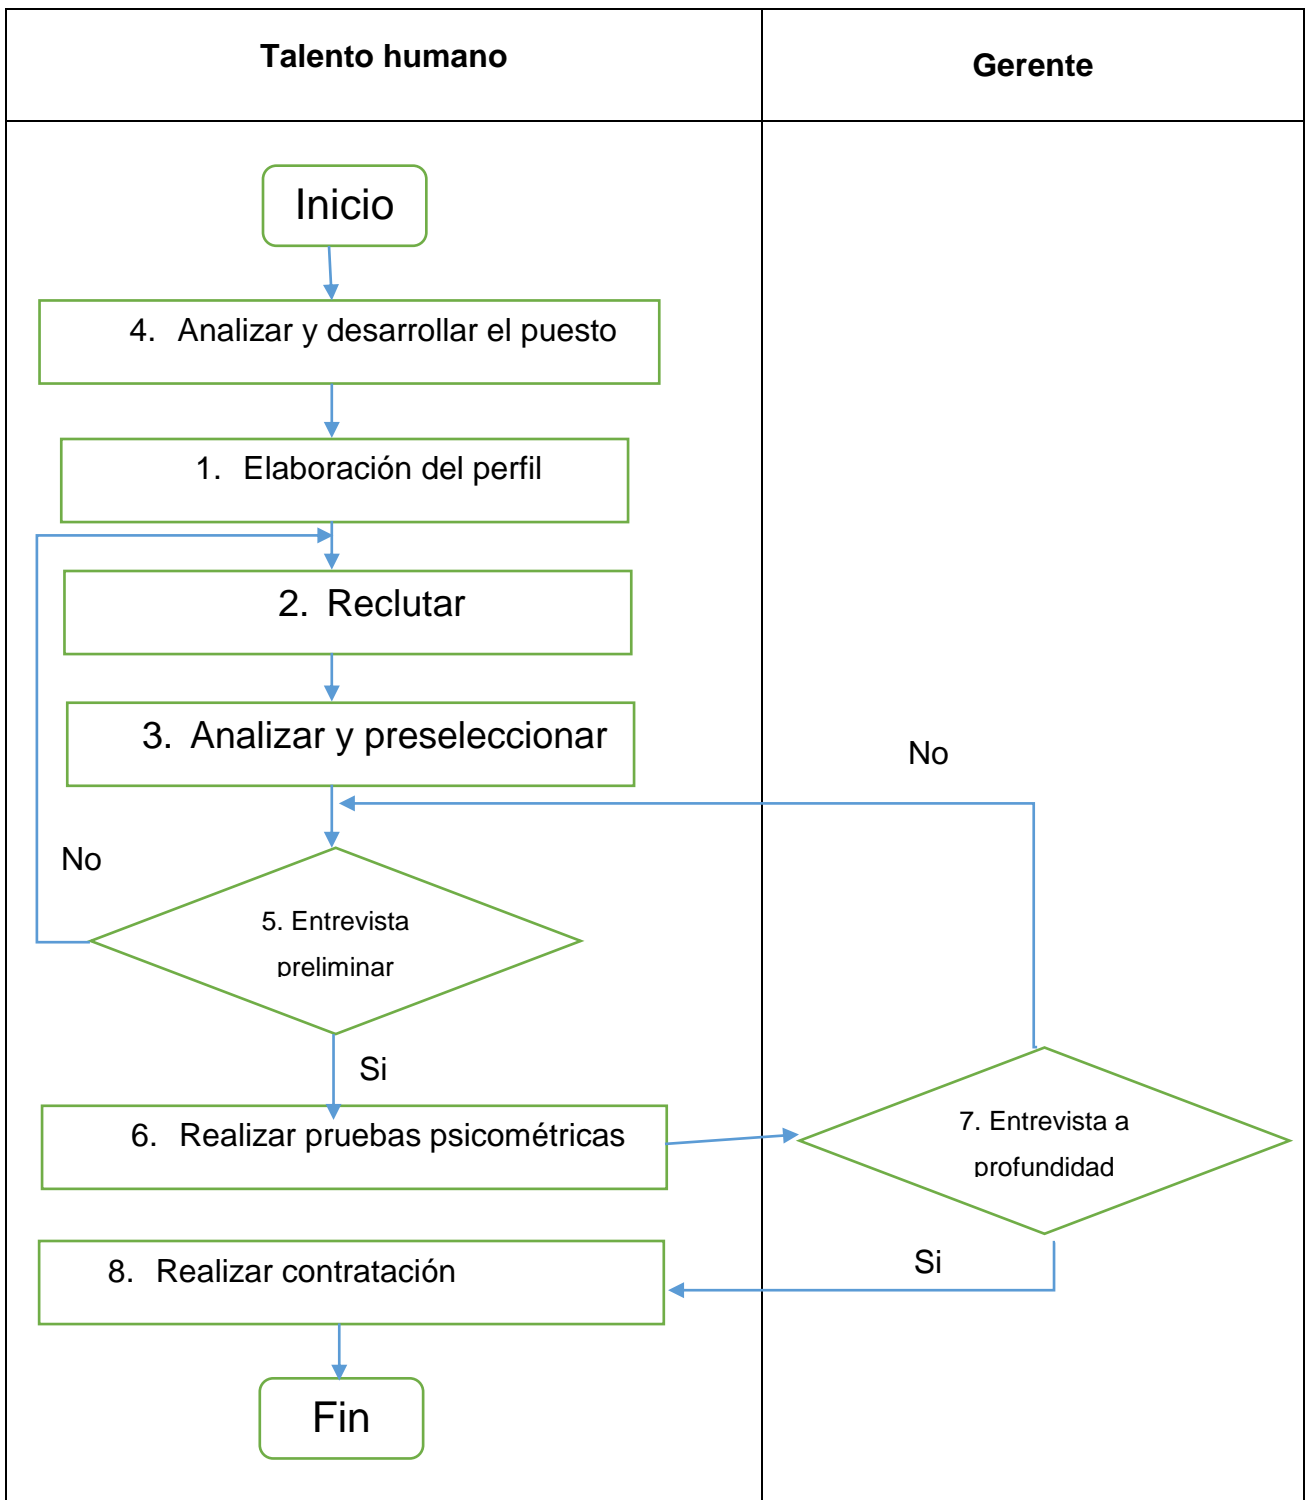 Talento humano
Gerente
Inicio
4. Analizar y desarrollar el puesto
1. Elaboración del perfil
2. Reclutar
3. Analizar y preseleccionar
No
No
5. Entrevista
preliminar
Si
6. Realizar pruebas psicométricas
7. Entrevista a
profundidad
8. Realizar contratación
Si
Fin